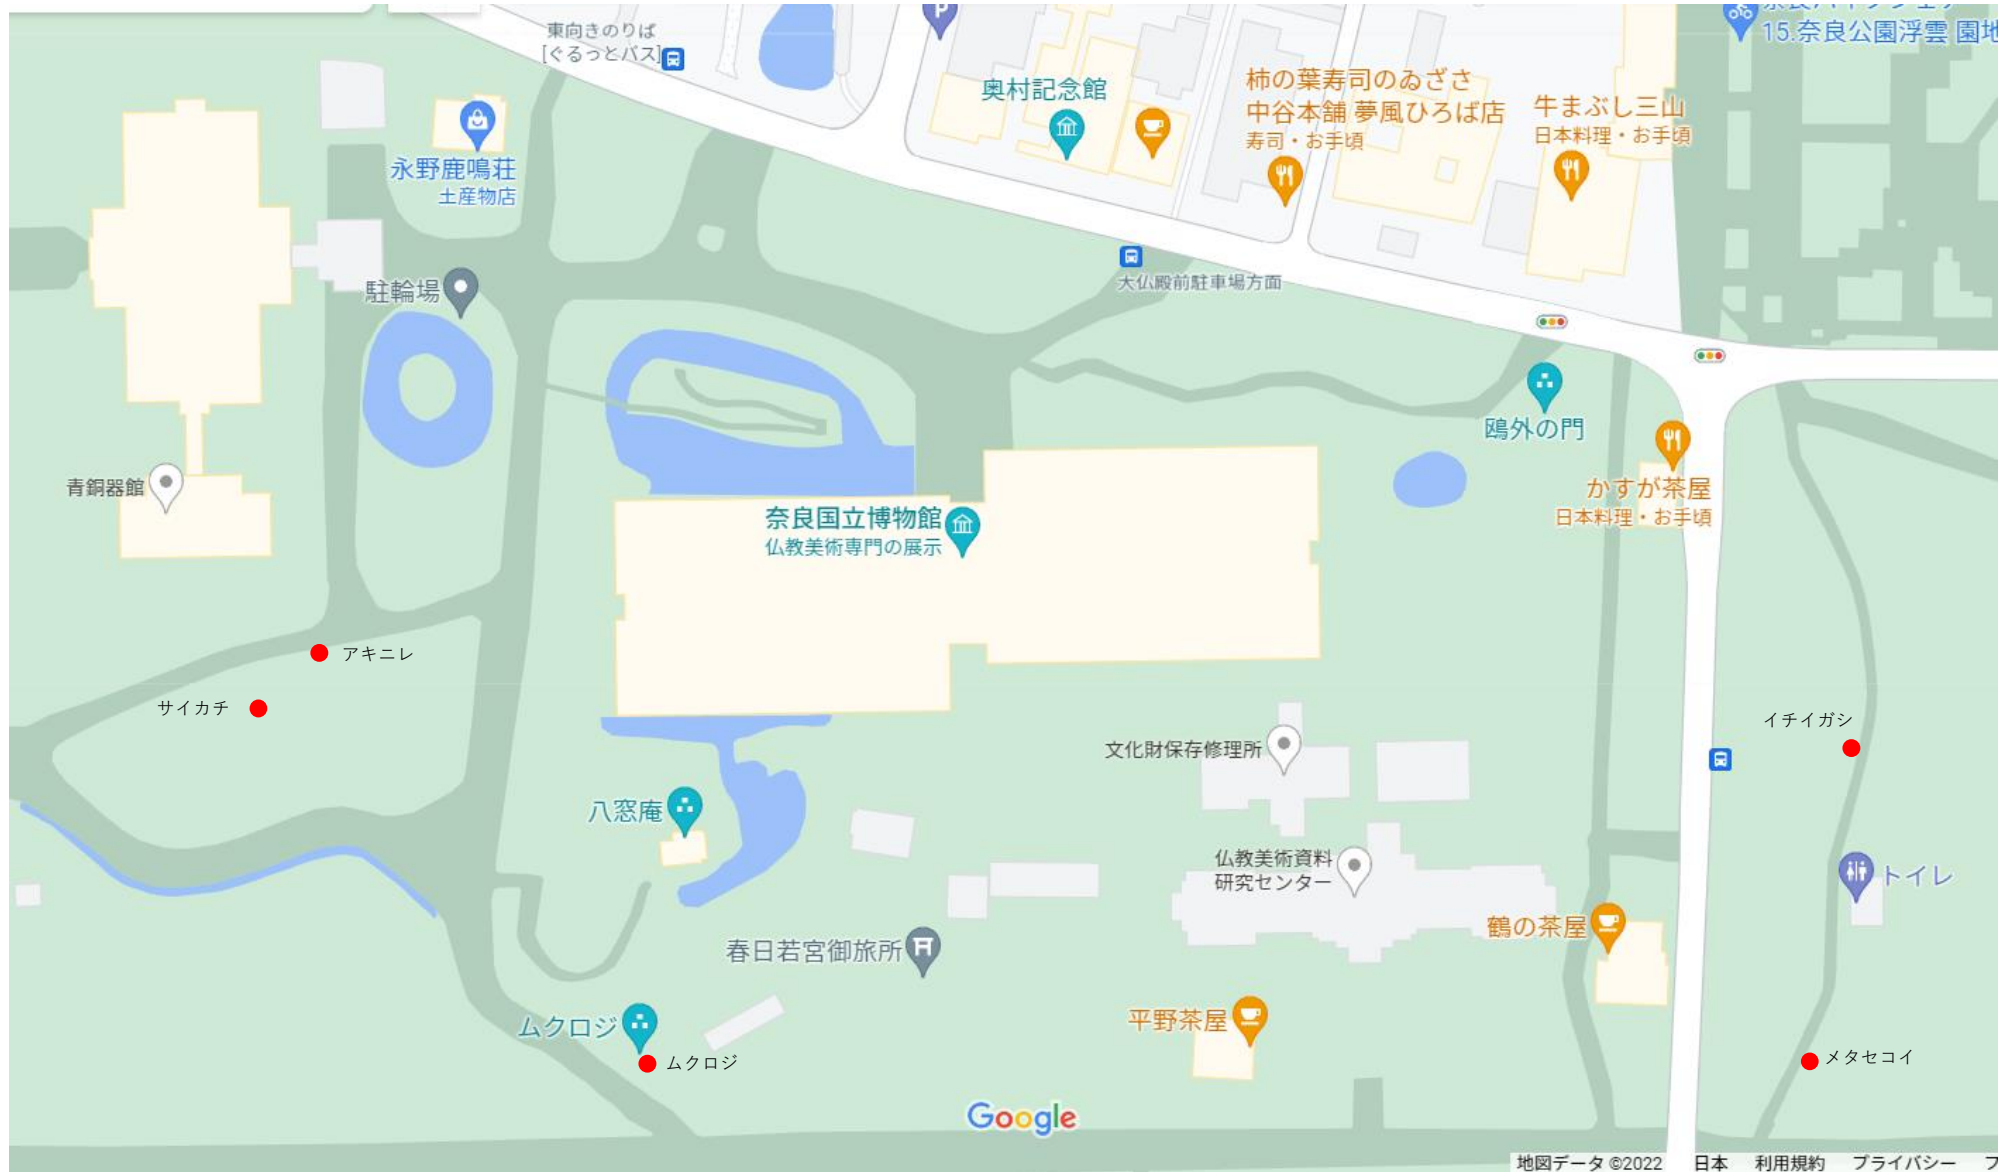 東向きのりば
[ぐるっとバス]
15.奈良公園浮雲 園地
奥村記念館
柿の葉寿司のゐざさ
中谷本舗 夢風ひろば店
寿司・お手頃
牛まぶし三山
日本料理・お手頃
永野鹿鳴荘
土産物店
駐輪場
大仏殿前駐車場方面
鴎外の門
かすが茶屋
日本料理・お手頃
青銅器館
奈良国立博物館
仏教美術専門の展示
アキニレ
サイカチ
イチイガシ
文化財保存修理所
八窓庵
仏教美術資料
研究センター
トイレ
鶴の茶屋
春日若宮御旅所
ムクロジ
平野茶屋
ムクロジ
メタセコイ
Google
地図データ ©2022 日本 利用規約 プライバシー